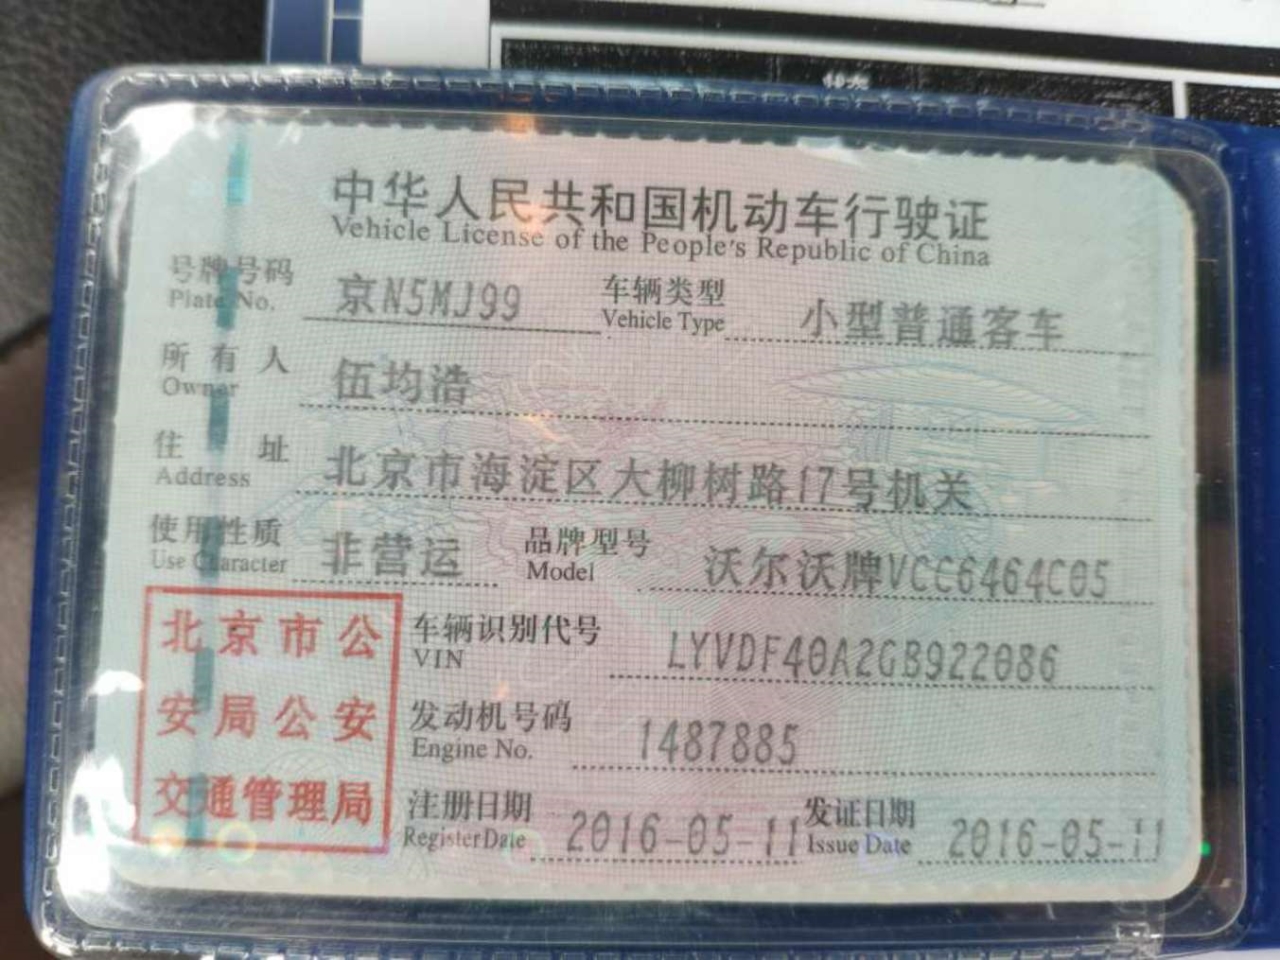 中华人民共和国机动车行驶证
Vehicle License of the People's Republic of China
号牌号码 京N5MJ99 车辆类型 小型普通客车
Plate No. Vehicle Type
所有人 伍均浩
Owner
住址 北京市海淀区大柳树路17号机关
Address
使用性质 非营运 品牌型号 沃尔沃牌VCC6464C05
Use Character Model
北京市公
安局公安
交通管理局
车辆识别代号 LYVDF40A2GB922086
VIN
发动机号码 1487885
Engine No.
注册日期 2016-05-11 发证日期 2016-05-11
Register Date Issue Date